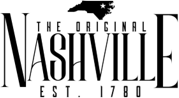 THE ORIGINAL
NASHVILLE
EST. 1780